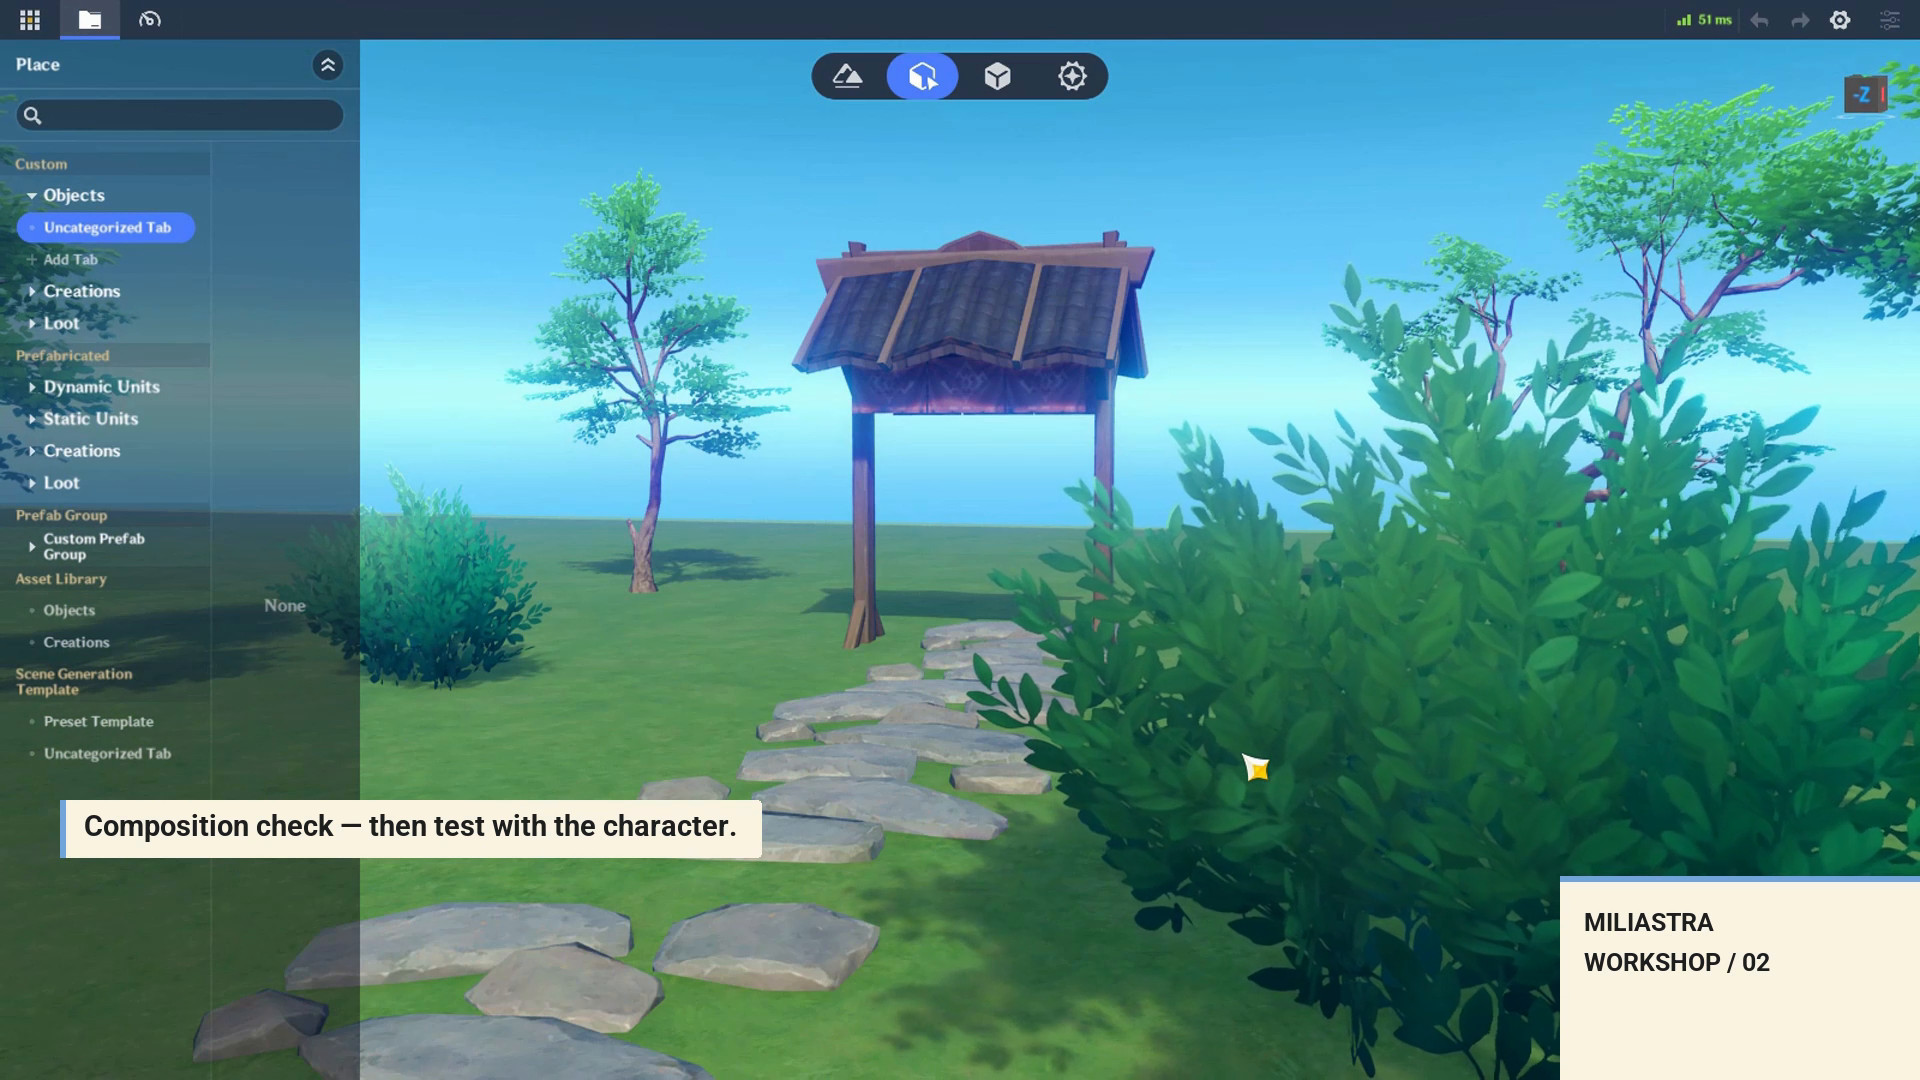 51 ms
Place
Custom
Objects
Uncategorized Tab
Add Tab
Creations
Loot
Prefabricated
Dynamic Units
Static Units
Creations
Loot
Prefab Group
Custom Prefab
Group
Asset Library
Objects
None
Creations
Scene Generation
Template
Preset Template
Uncategorized Tab
-Z
Composition check — then test with the character.
MILIASTRA
WORKSHOP / 02